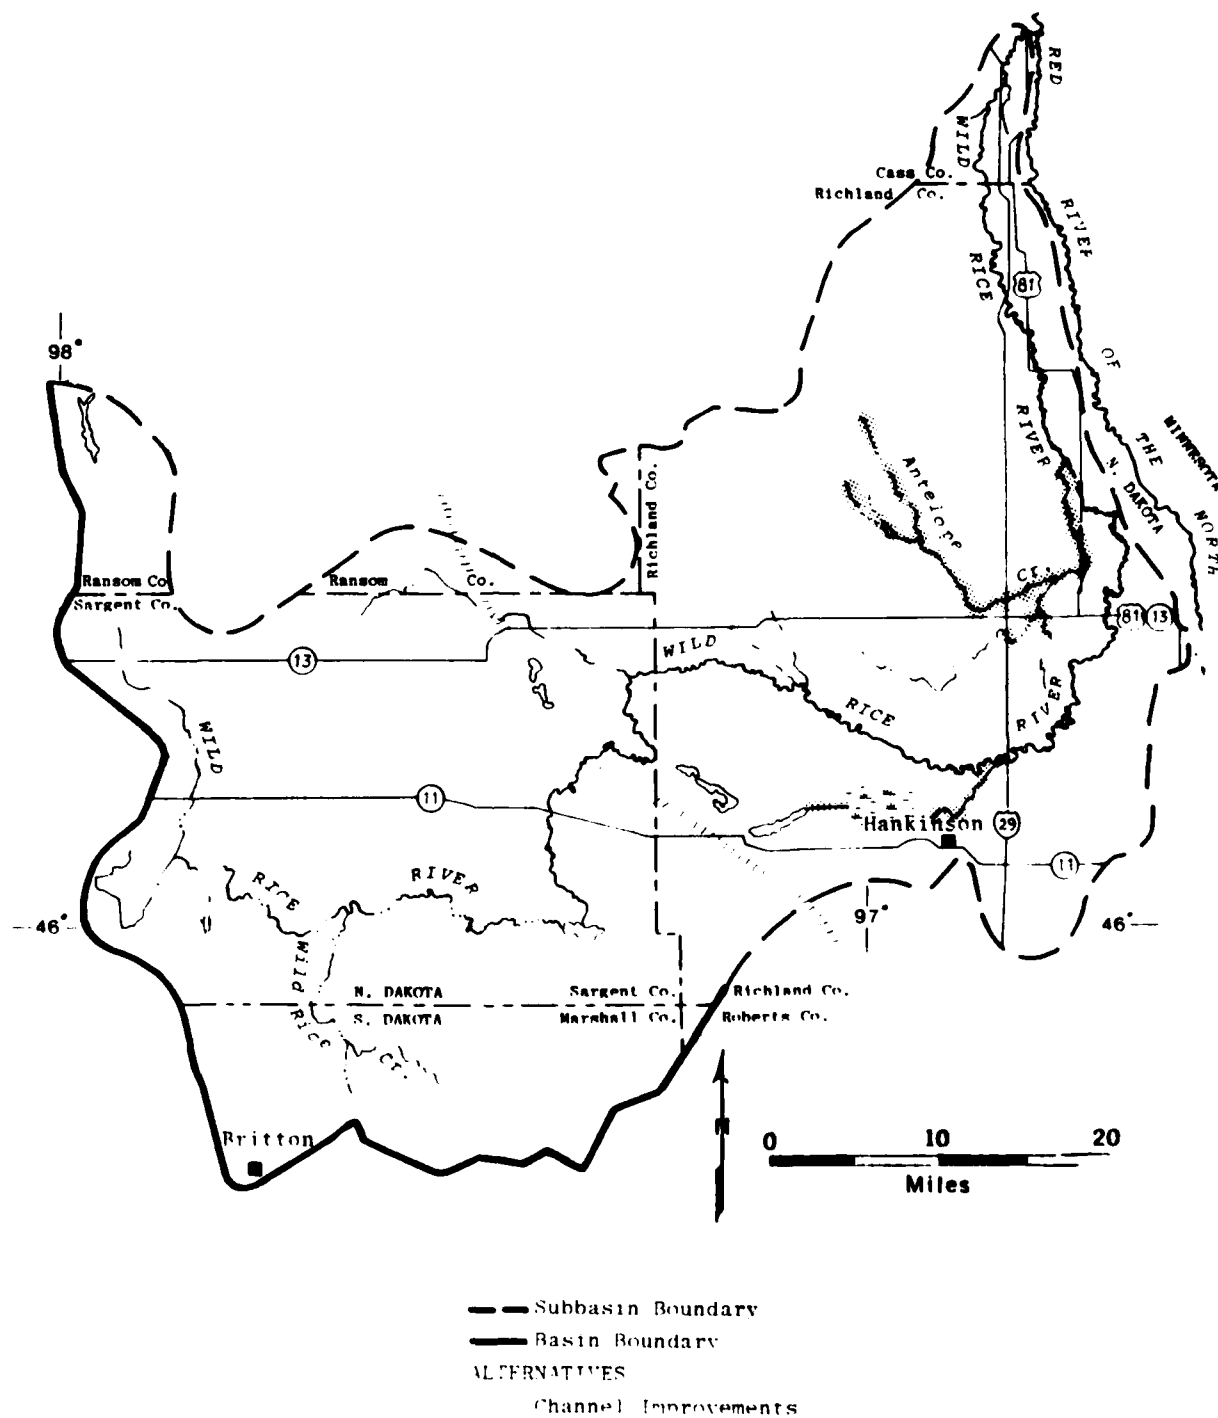 RED
WILD
Cass Co.
Richland Co.
RIVER
RICE
81
98°
OF
MINNESOTA
THE
RIVER
N. DAKOTA
NORTH
Antelope
Cr.
Richland Co.
Ransom Co
Sargent Co.
Ransom Co.
81 13
13
WILD
RICE
RIVER
WILD
11
Hankinson
29
11
RICE
RIVER
97°
46°
46°
Wild Rice Cr.
N. DAKOTA
S. DAKOTA
Sargent Co.
Marshall Co.
Richland Co.
Roberts Co.
Britton
N
0 10 20
Miles
Subbasin Boundary
Basin Boundary
ALTERNATIVES
Channel Improvements